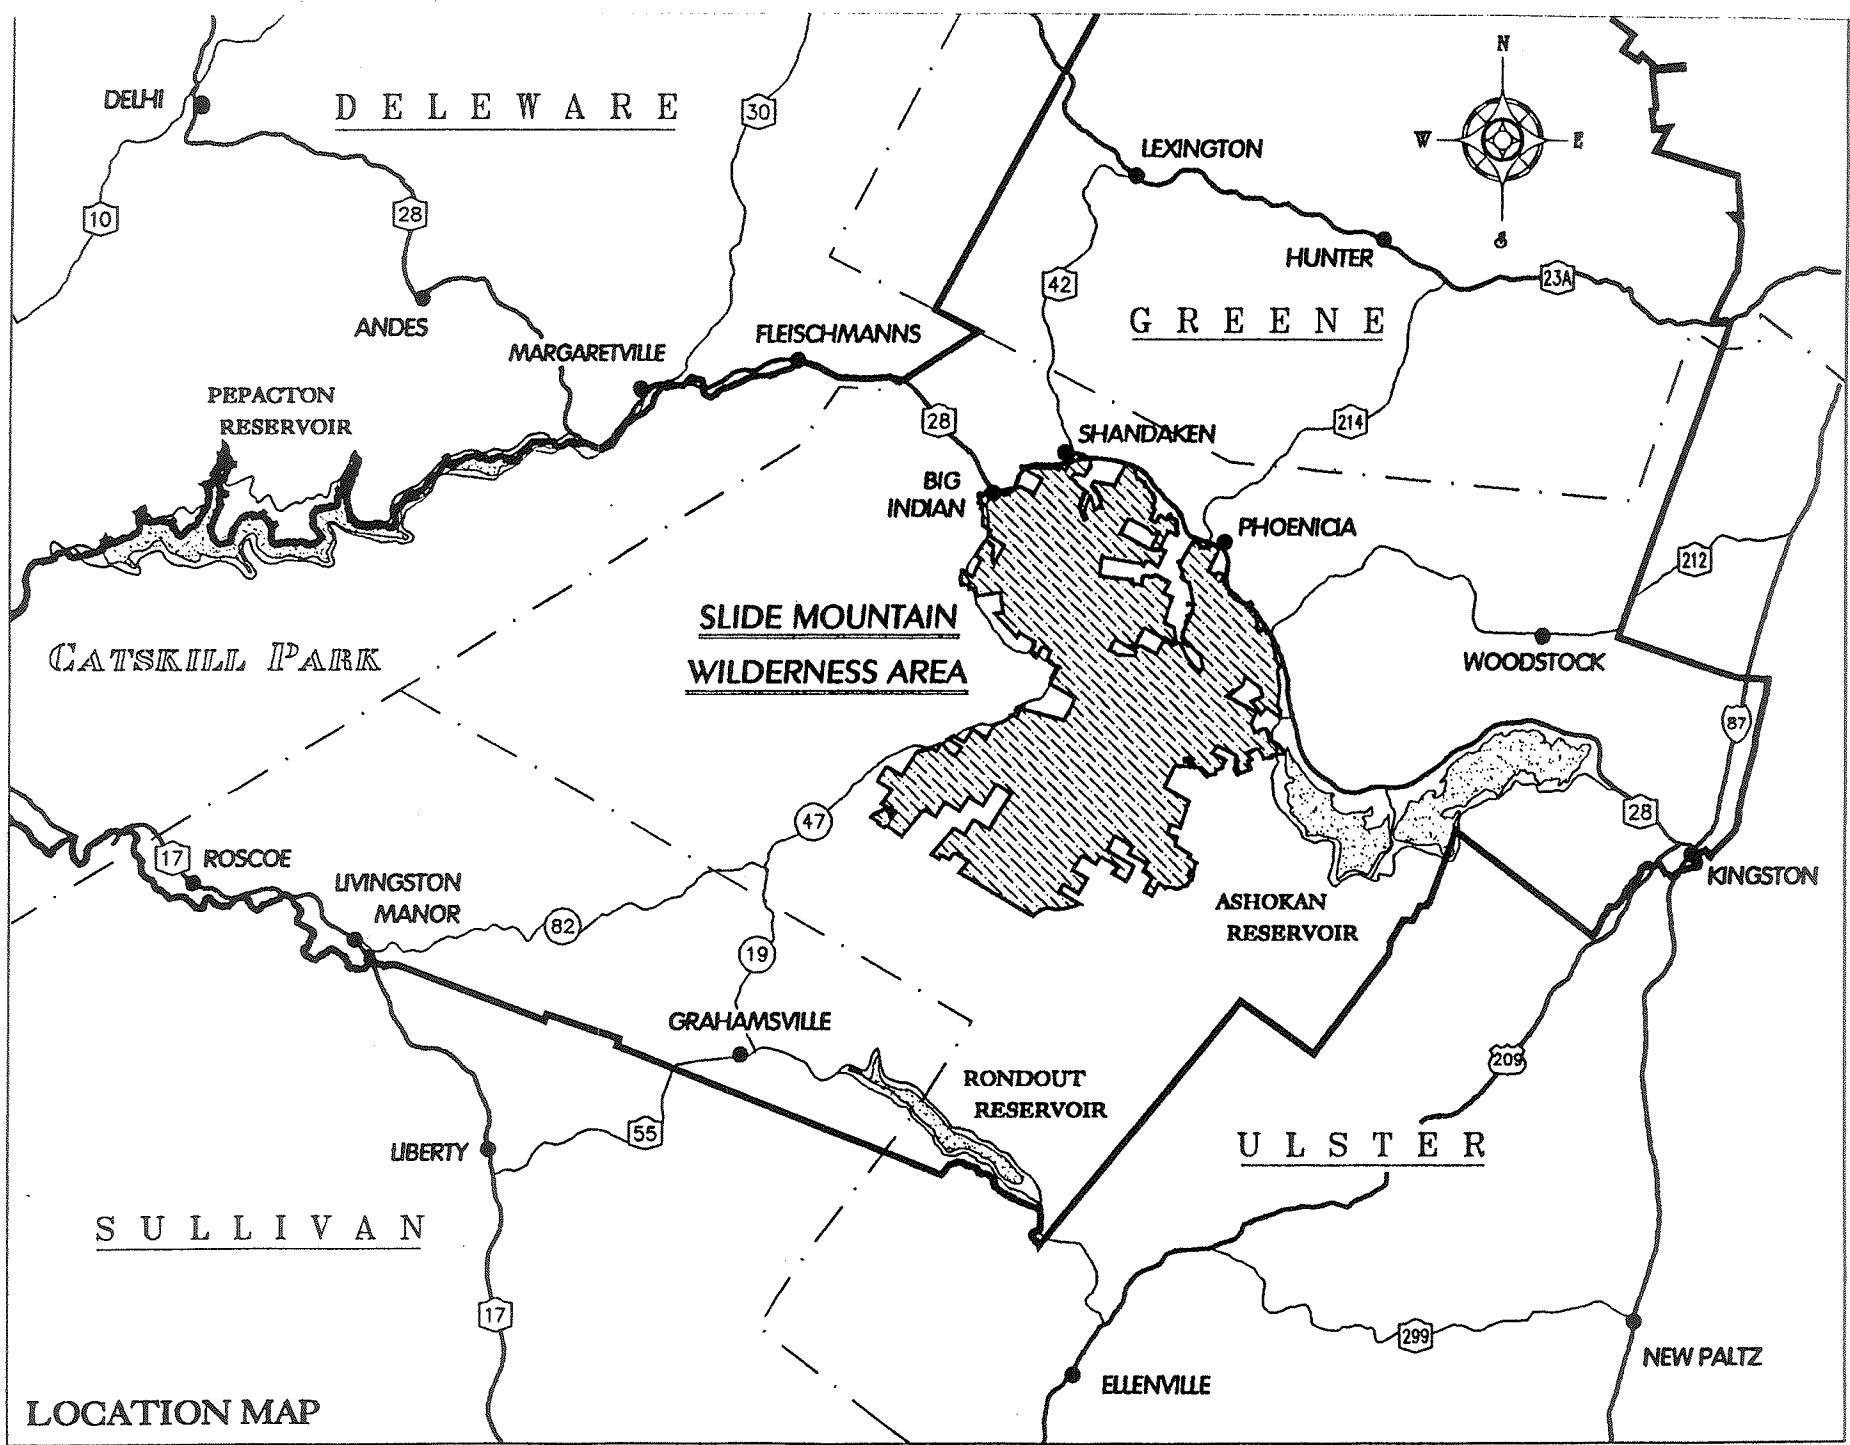 N
W
E
S
DELHI
DELEWARE
30
LEXINGTON
10
28
42
HUNTER
23A
ANDES
GREENE
FLEISCHMANNS
MARGARETVILLE
PEPACTON
RESERVOIR
28
SHANDAKEN
214
BIG
INDIAN
PHOENICIA
212
SLIDE MOUNTAIN
WILDERNESS AREA
CATSKILL PARK
WOODSTOCK
87
47
28
17
ROSCOE
LIVINGSTON
MANOR
KINGSTON
82
ASHOKAN
RESERVOIR
19
GRAHAMSVILLE
209
RONDOUT
RESERVOIR
55
LIBERTY
ULSTER
SULLIVAN
17
299
NEW PALTZ
ELLENVILLE
LOCATION MAP